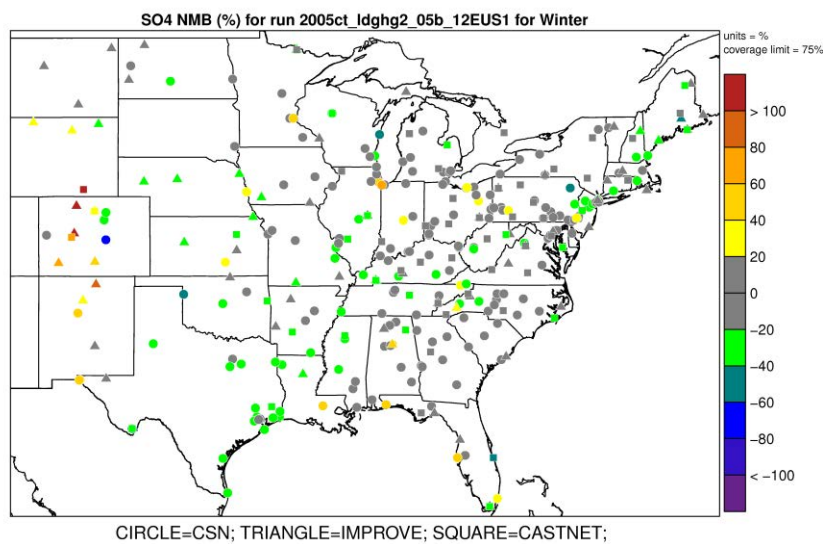 SO4 NMB (%) for run 2005ct_ldghg2_05b_12EUS1 for Winter
units = %
coverage limit = 75%
> 100
80
60
40
20
0
−20
−40
−60
−80
< −100
CIRCLE=CSN; TRIANGLE=IMPROVE; SQUARE=CASTNET;